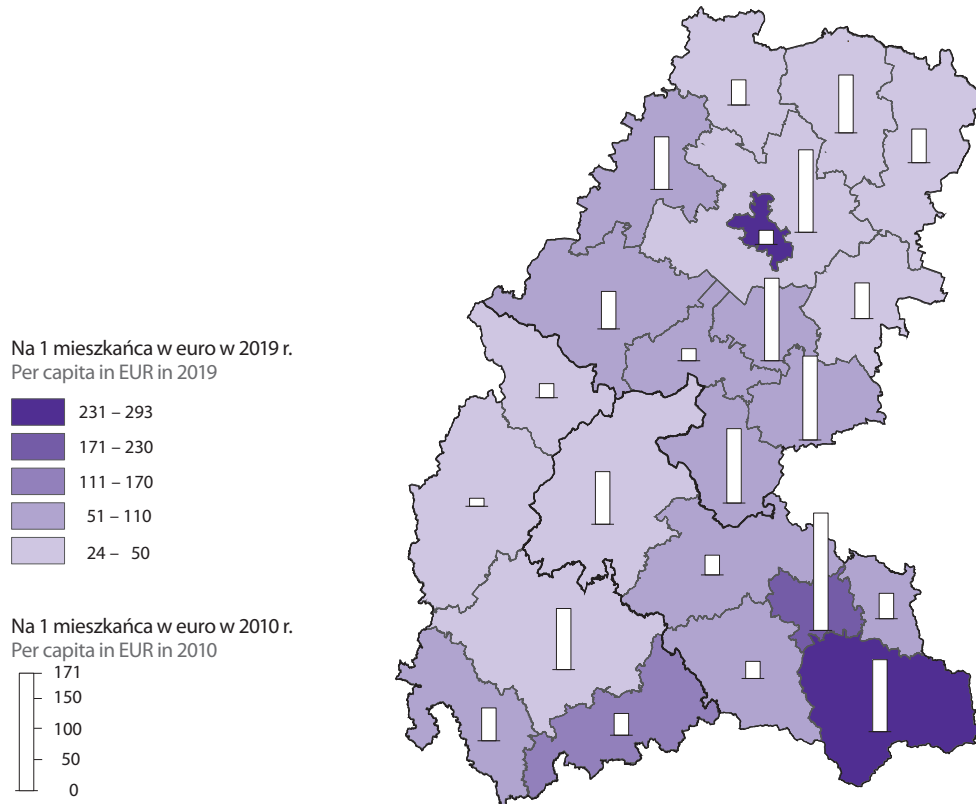 Na 1 mieszkańca w euro w 2019 r.
Per capita in EUR in 2019
231 – 293
171 – 230
111 – 170
51 – 110
24 – 50
Na 1 mieszkańca w euro w 2010 r.
Per capita in EUR in 2010
171
150
100
50
0